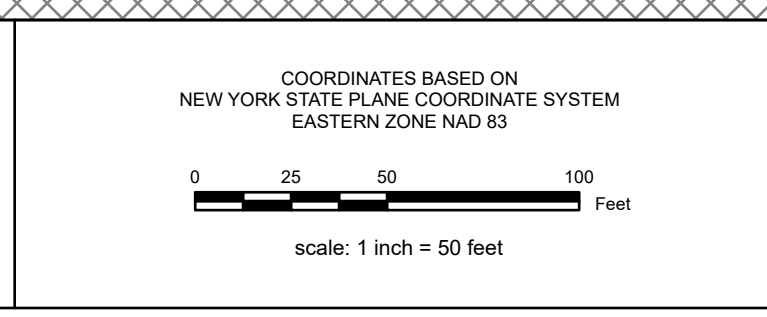 COORDINATES BASED ON
NEW YORK STATE PLANE COORDINATE SYSTEM
EASTERN ZONE NAD 83
0 25 50 100
Feet
scale: 1 inch = 50 feet